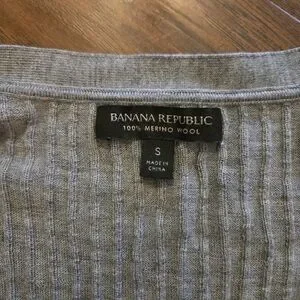 BANANA REPUBLIC
100% MERINO WOOL
S
MADE IN
CHINA